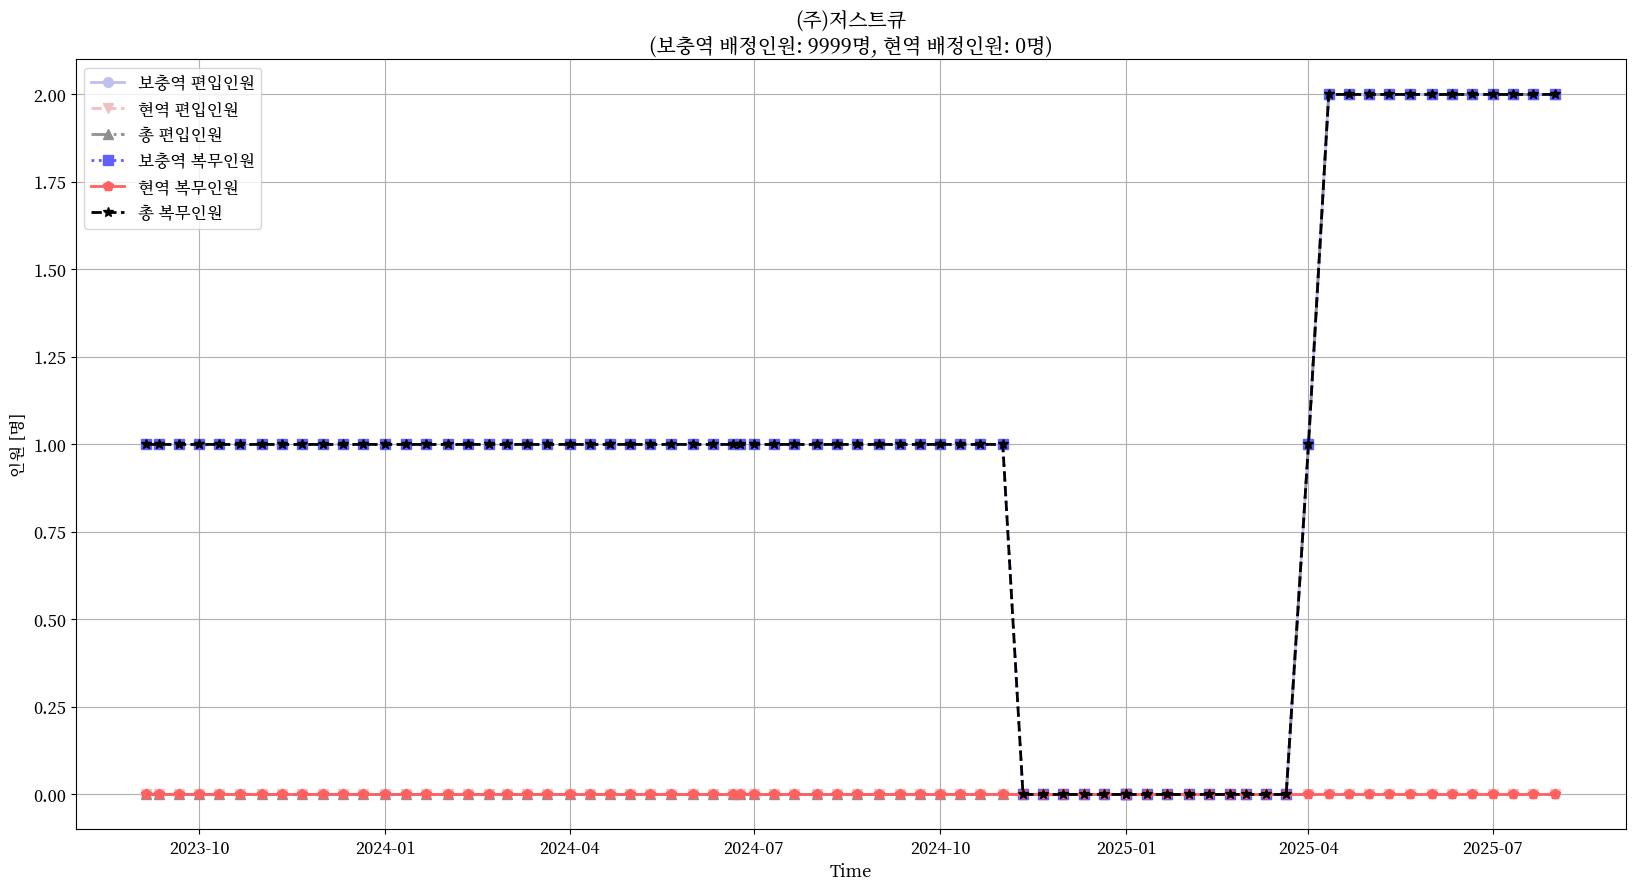 (주)저스트큐
(보충역 배정인원: 9999명, 현역 배정인원: 0명)
보충역 편입인원
현역 편입인원
총 편입인원
보충역 복무인원
현역 복무인원
총 복무인원
2.00
1.75
1.50
1.25
1.00
0.75
0.50
0.25
0.00
인원 [명]
2023-10
2024-01
2024-04
2024-07
2024-10
2025-01
2025-04
2025-07
Time